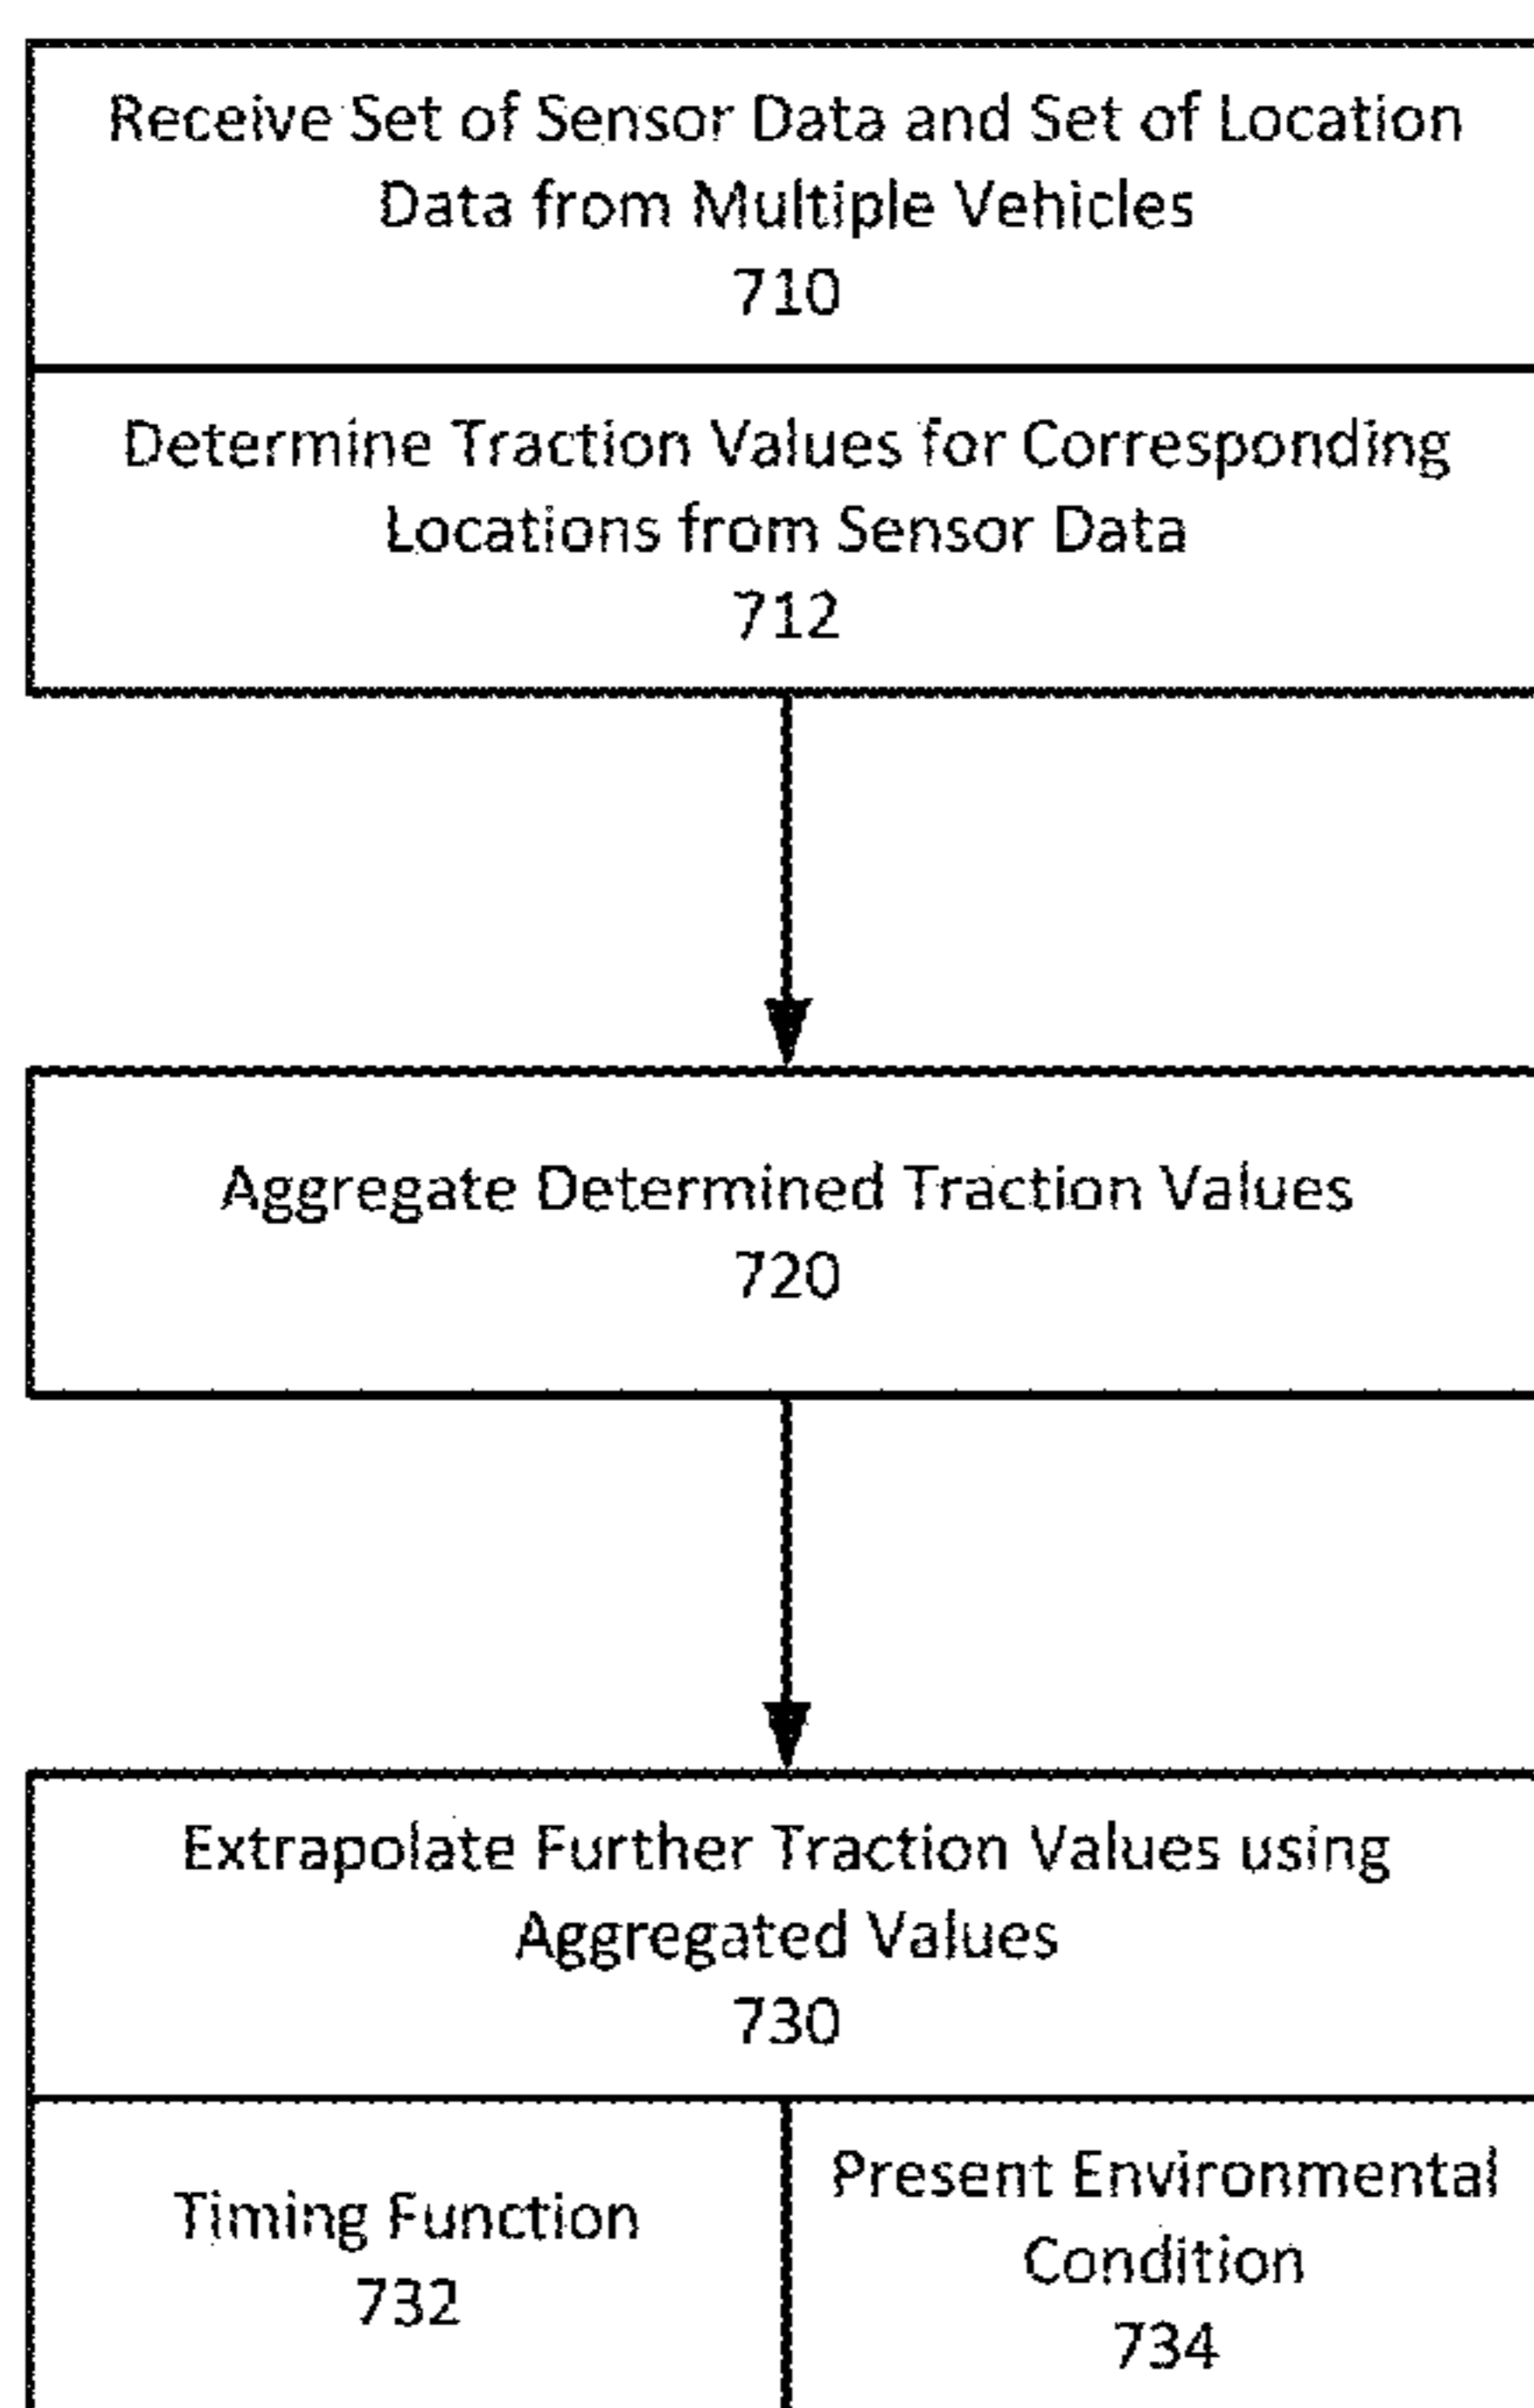 Receive Set of Sensor Data and Set of Location
Data from Multiple Vehicles
710
Determine Traction Values for Corresponding
Locations from Sensor Data
712
Aggregate Determined Traction Values
720
Extrapolate Further Traction Values using
Aggregated Values
730
Timing Function
732
Present Environmental
Condition
734